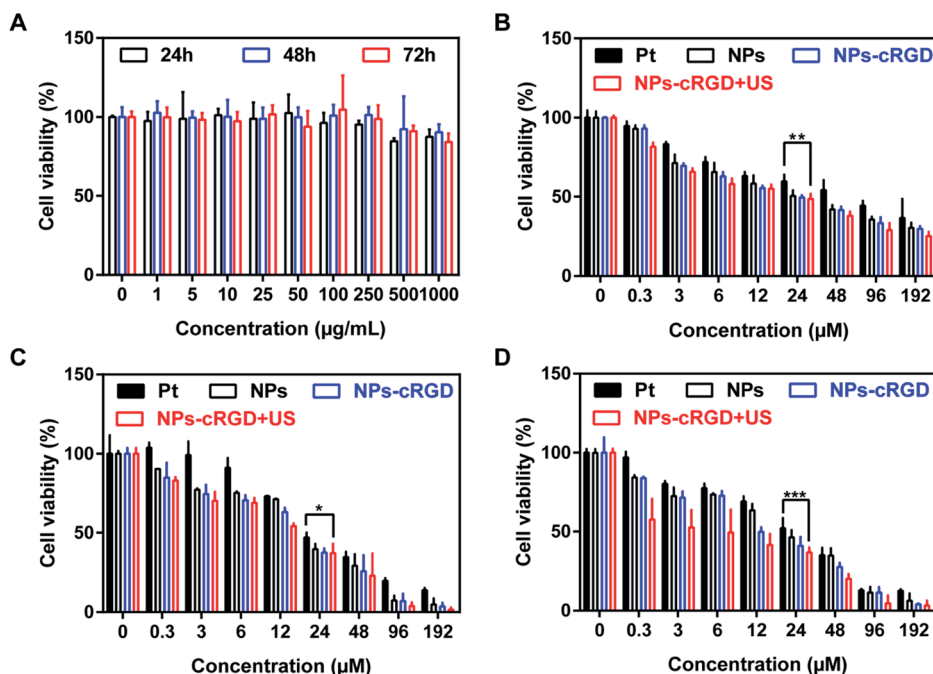 A
150
24h 48h 72h
100
50
0
Cell viability (%)
0 1 5 10 25 50 100 250 500 1000
Concentration (µg/mL)
B
150
Pt NPs NPs-cRGD
NPs-cRGD+US
100
**
50
0
Cell viability (%)
0 0.3 3 6 12 24 48 96 192
Concentration (µM)
C
150
Pt NPs NPs-cRGD
NPs-cRGD+US
100
50
*
0
Cell viability (%)
0 0.3 3 6 12 24 48 96 192
Concentration (µM)
D
150
Pt NPs NPs-cRGD
NPs-cRGD+US
100
***
50
0
Cell viability (%)
0 0.3 3 6 12 24 48 96 192
Concentration (µM)